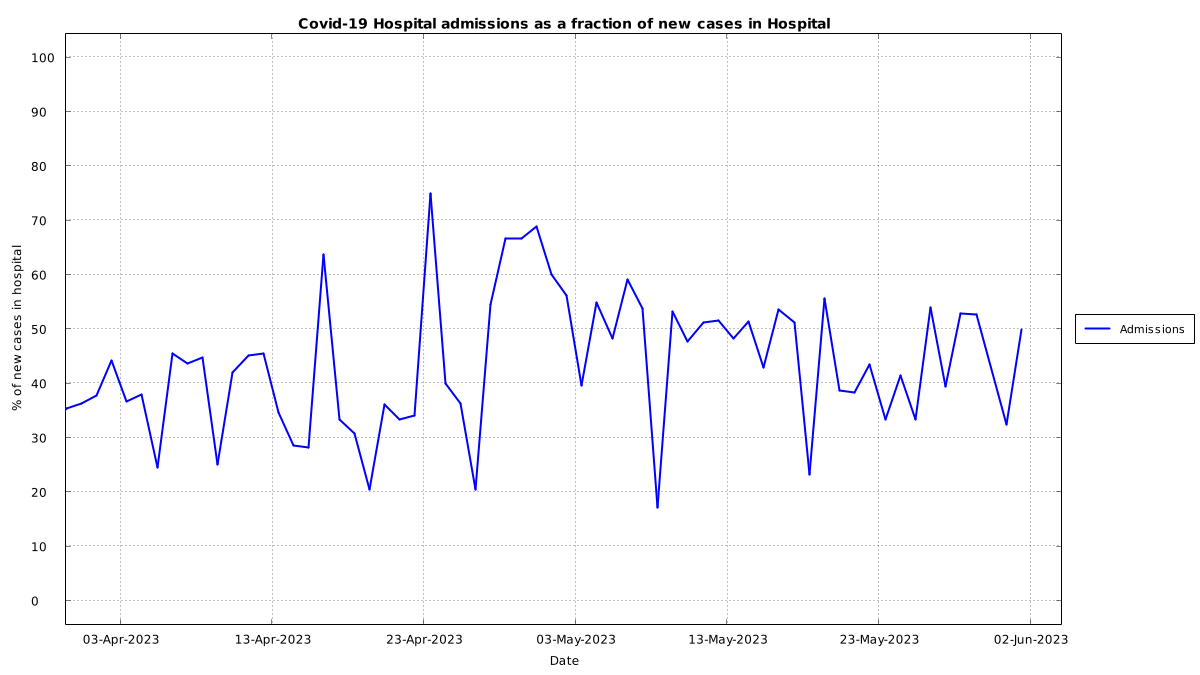 Covid-19 Hospital admissions as a fraction of new cases in Hospital
100
90
80
70
60
50
40
30
20
10
0
% of new cases in hospital
03-Apr-2023
13-Apr-2023
23-Apr-2023
03-May-2023
13-May-2023
23-May-2023
02-Jun-2023
Date
Admissions